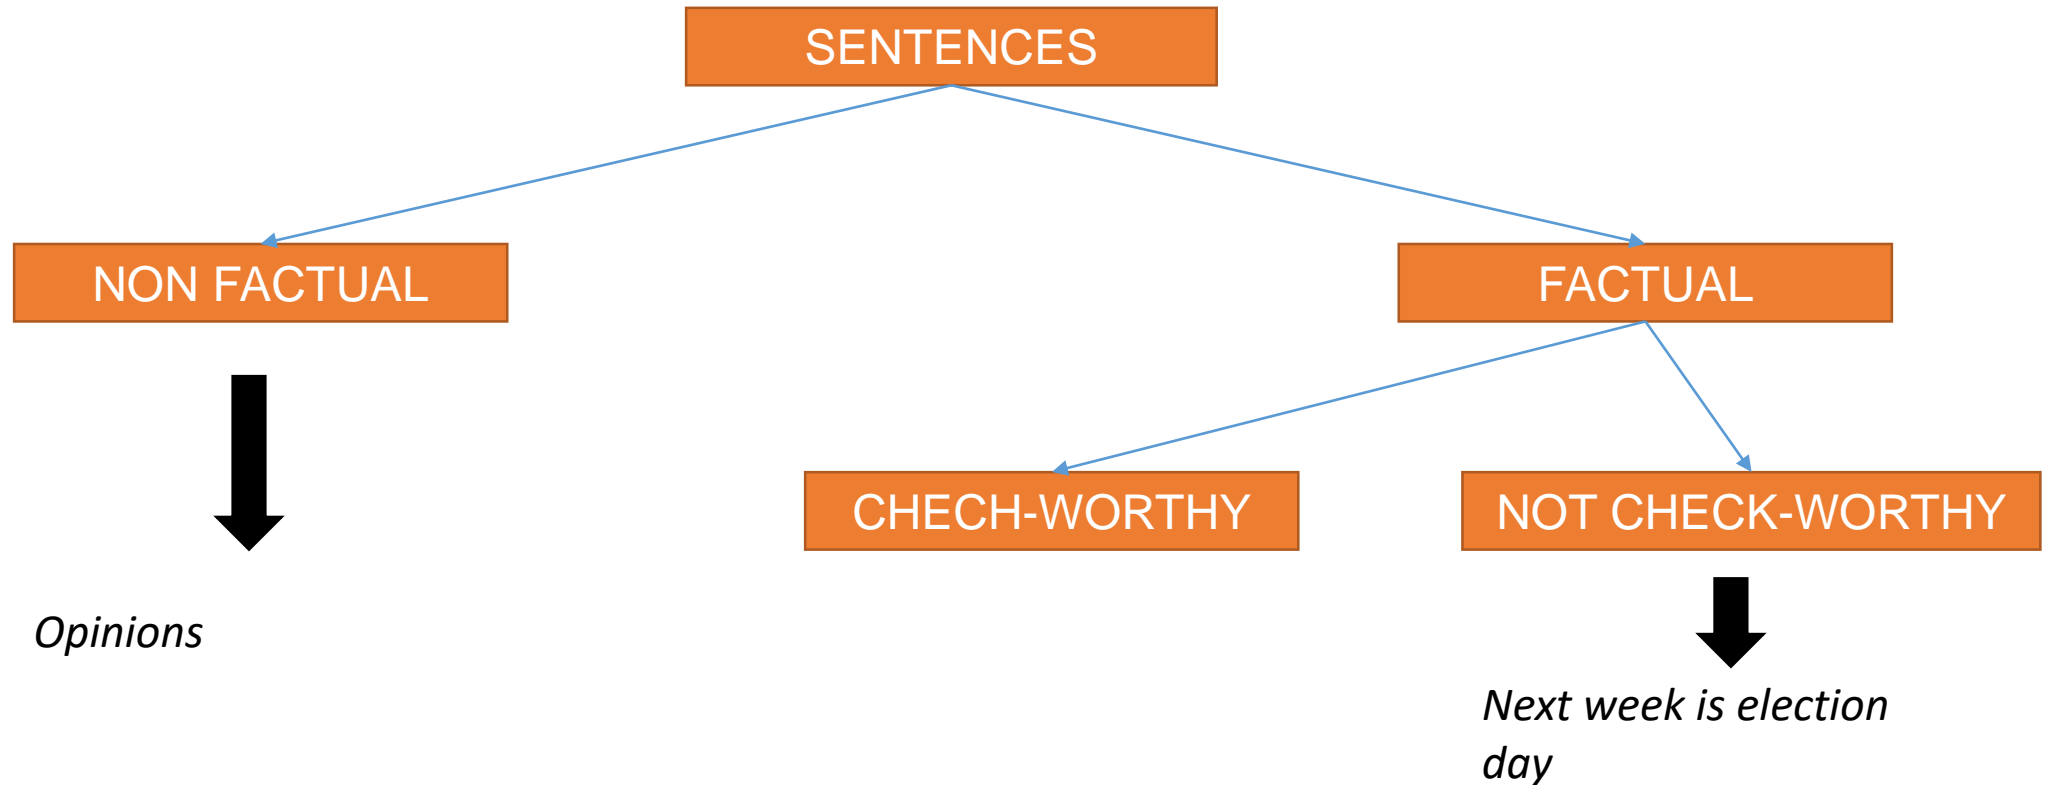 SENTENCES
NON FACTUAL
FACTUAL
CHECH-WORTHY
NOT CHECK-WORTHY
Opinions
Next week is election
day